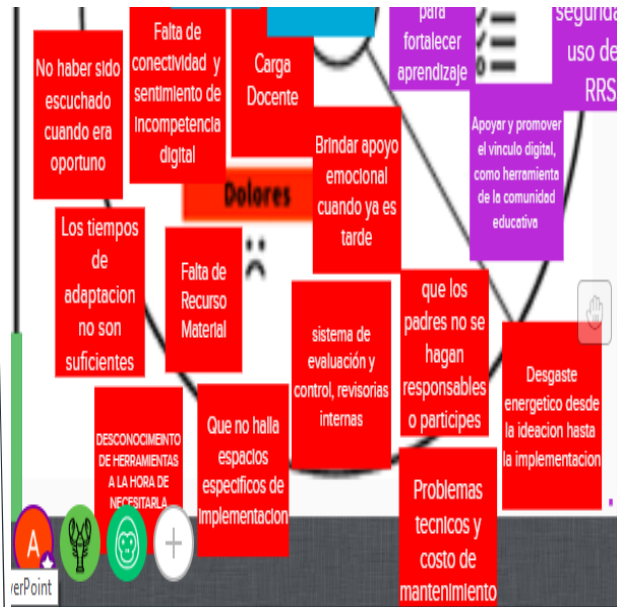 No haber sido
escuchado
cuando era
oportuno
Falta de
conectividad y
sentimiento de
incompetencia
digital
Carga
Docente
para
fortalecer
aprendizaje
segurida
uso de
RRS
Brindar apoyo
emocional
cuando ya es
tarde
Apoyar y promover
el vinculo digital,
como herramienta
de la comunidad
educativa
Dolores
Los tiempos
de
adaptacion
no son
suficientes
Falta de
Recurso
Material
sistema de
evaluación y
control, revisorias
internas
que los
padres no se
hagan
responsables
o participes
Desgaste
energetico desde
la ideacion hasta
la implementacion
DESCONOCIMEINTO
DE HERRAMIENTAS
A LA HORA DE
NECESITARLA
Que no halla
espacios
especificos de
implementacion
Problemas
tecnicos y
costo de
mantenimiento
A
verPoint